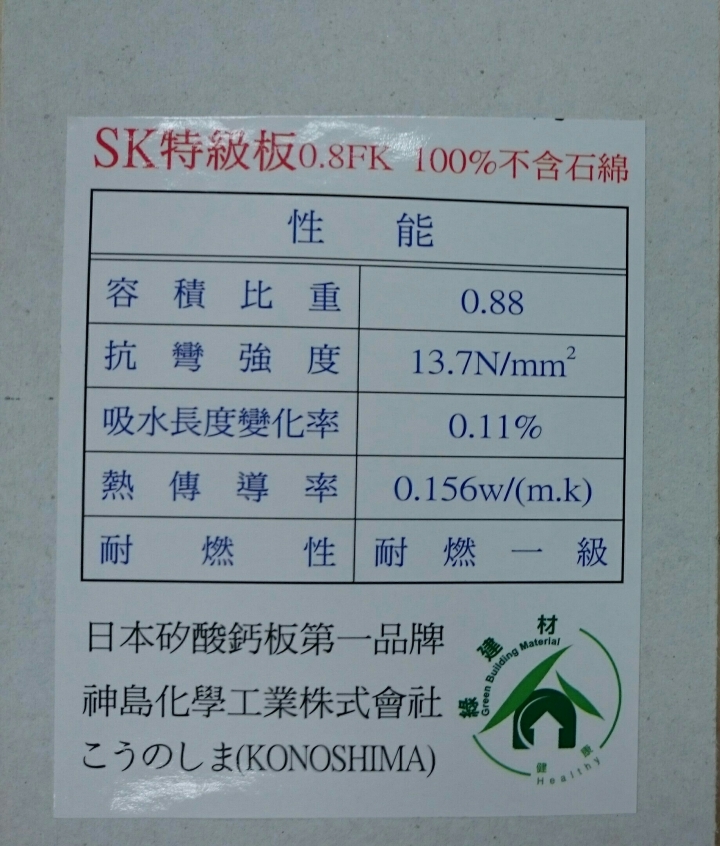 SK特級板0.8FK 100%不含石綿
性能
容積比重 0.88
抗彎強度 13.7N/mm²
吸水長度變化率 0.11%
熱傳導率 0.156w/(m.k)
耐燃性 耐燃一級
日本矽酸鈣板第一品牌
神島化學工業株式會社
こうのしま(KONOSHIMA)
綠建材
Green Building Material
健康
Healthy